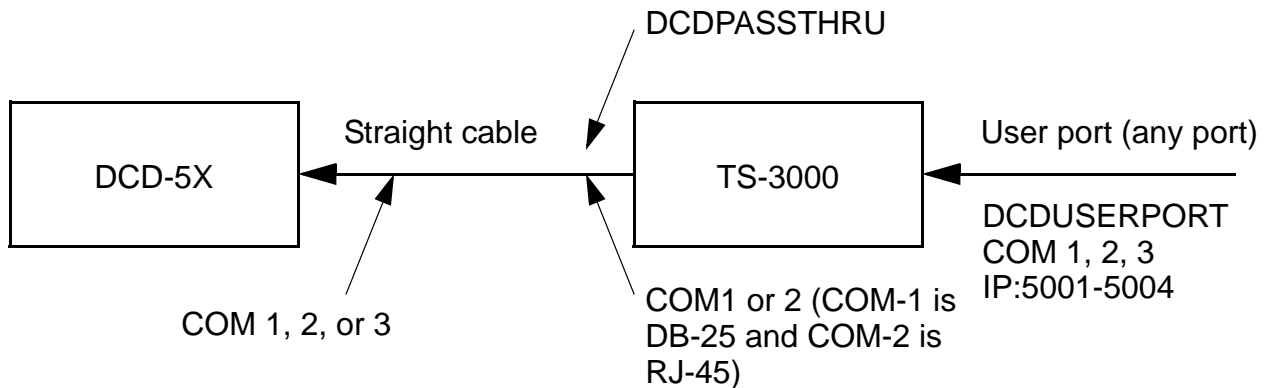 DCDPASSTHRU
DCD-5X
Straight cable
TS-3000
User port (any port)
DCDUSERPORT
COM 1, 2, 3
IP:5001-5004
COM 1, 2, or 3
COM1 or 2 (COM-1 is
DB-25 and COM-2 is
RJ-45)